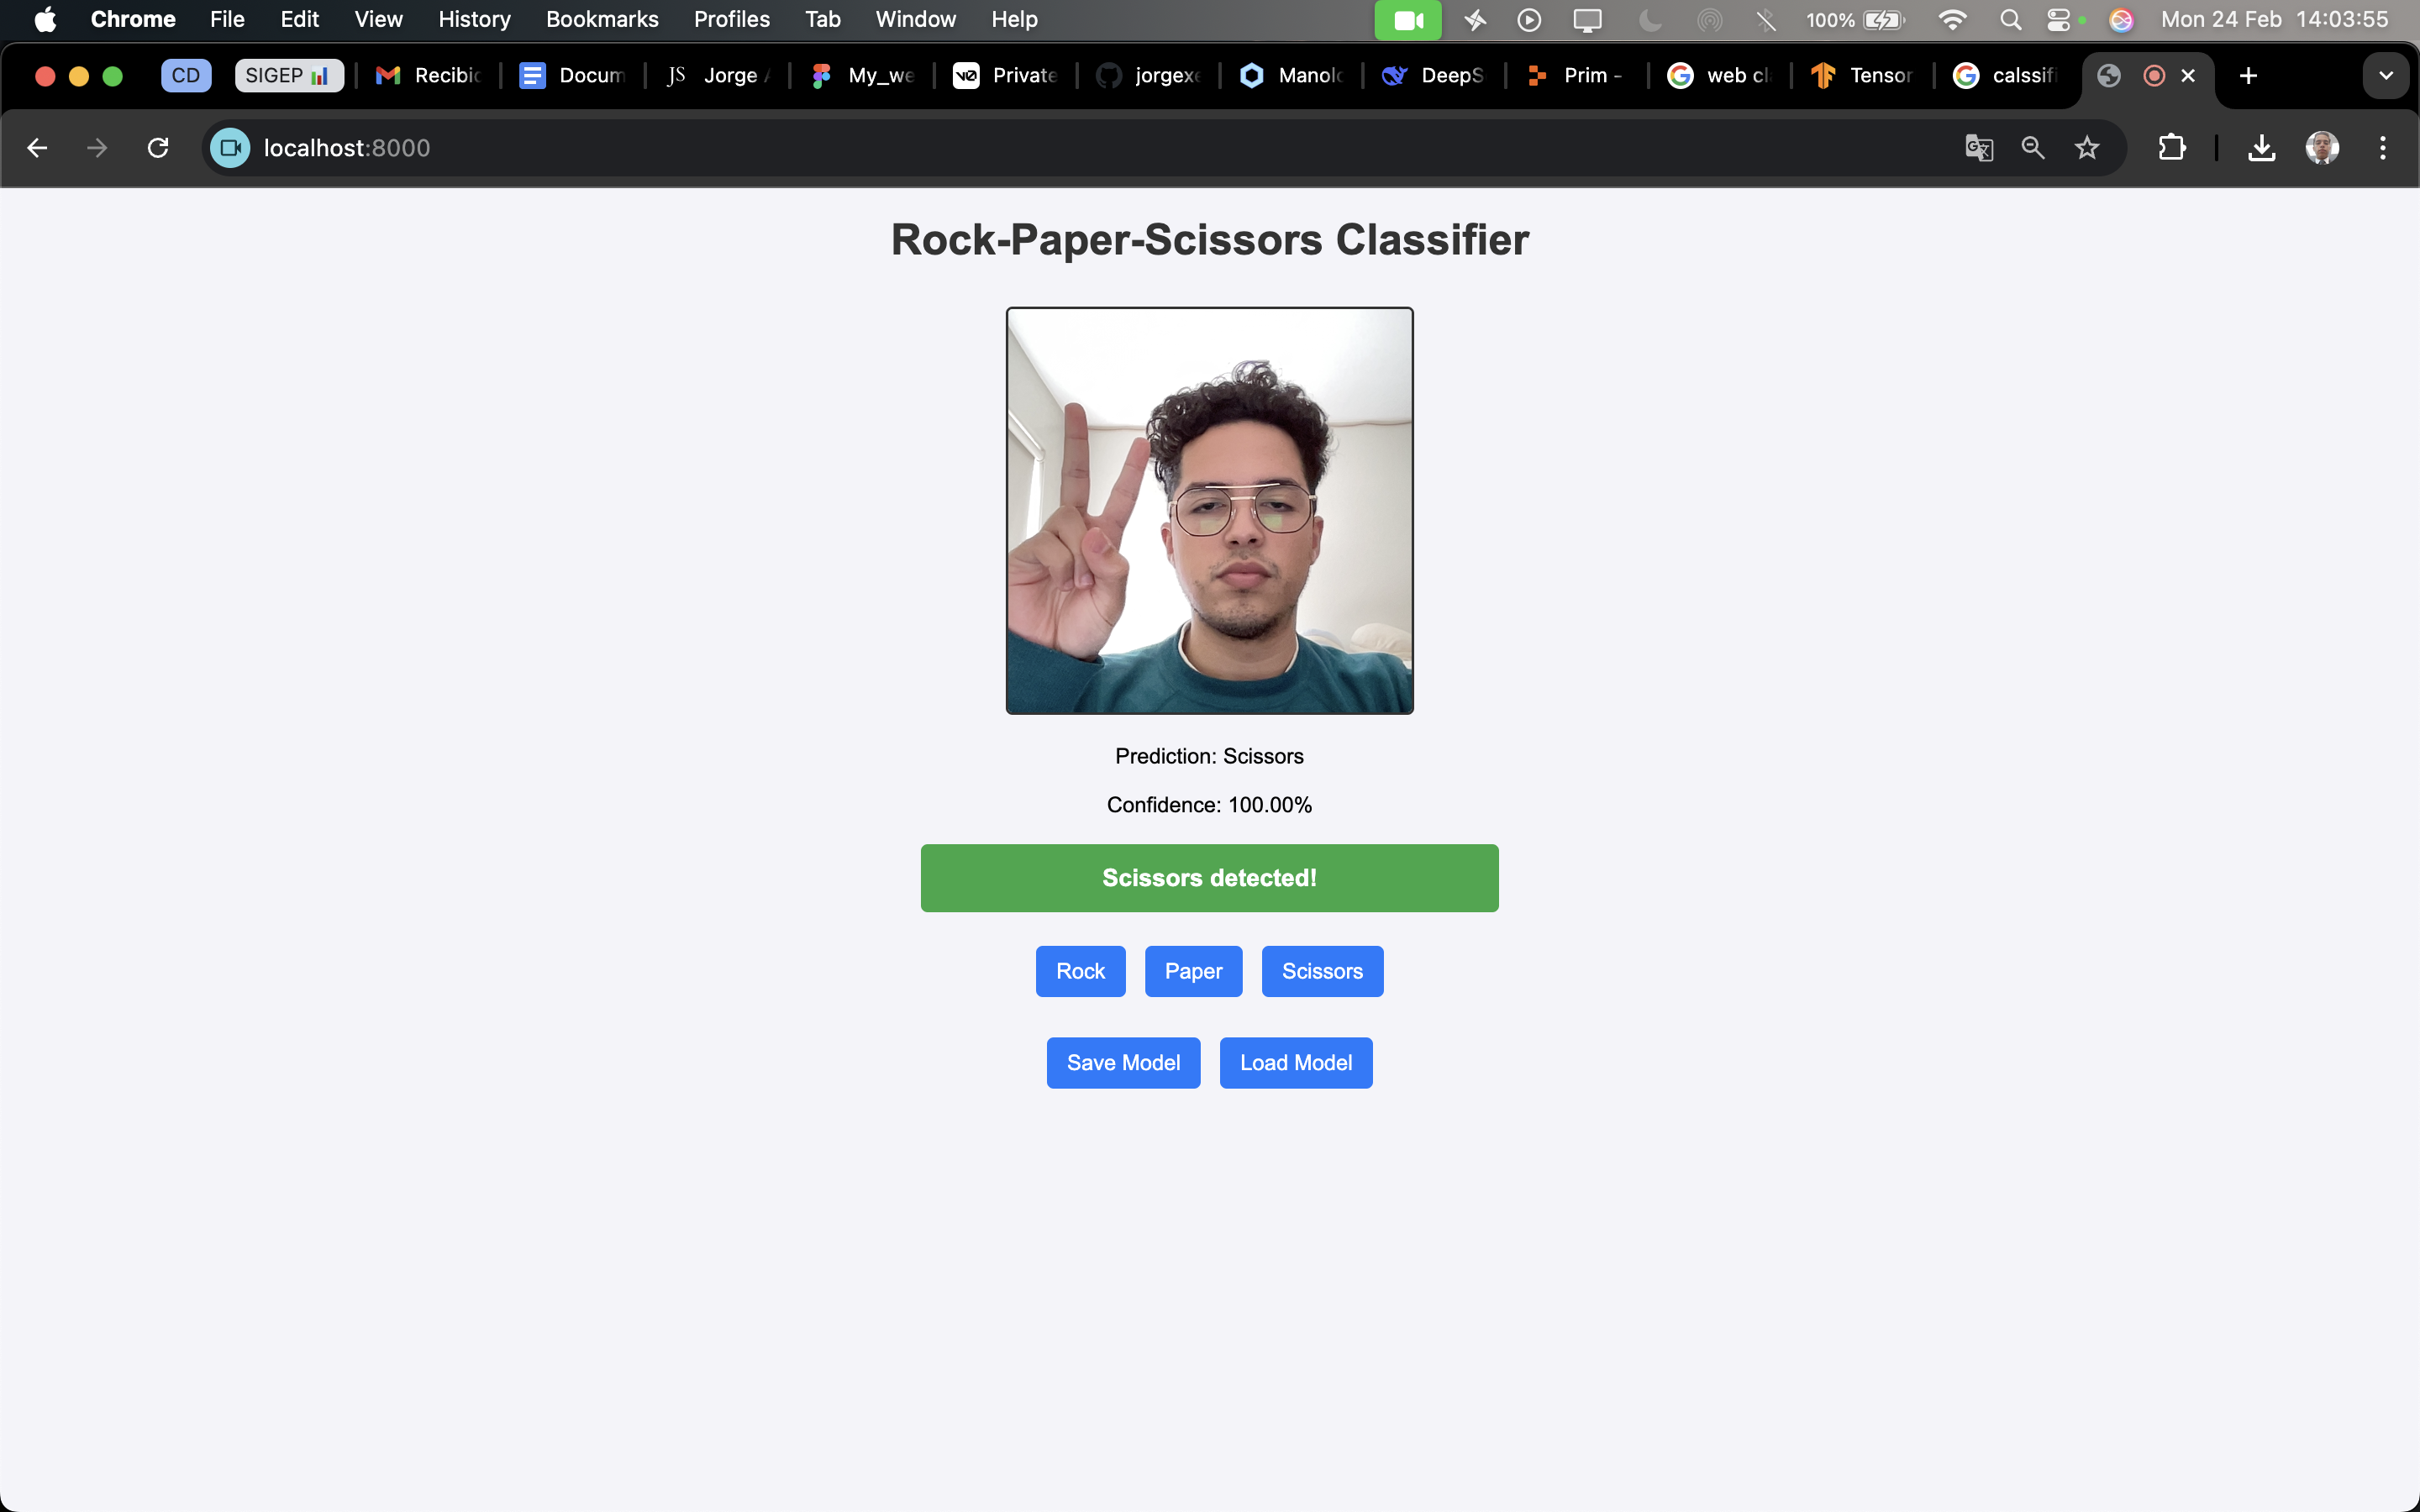 Chrome File Edit View History Bookmarks Profiles Tab Window Help 100% Mon 24 Feb 14:03:55
CD SIGEP Recibic Docum JS Jorge My_we v0 Private jorgexe Manolo DeepS Prim - web cl Tensor calssifi
localhost:8000
Rock-Paper-Scissors Classifier
Prediction: Scissors
Confidence: 100.00%
Scissors detected!
Rock Paper Scissors
Save Model Load Model